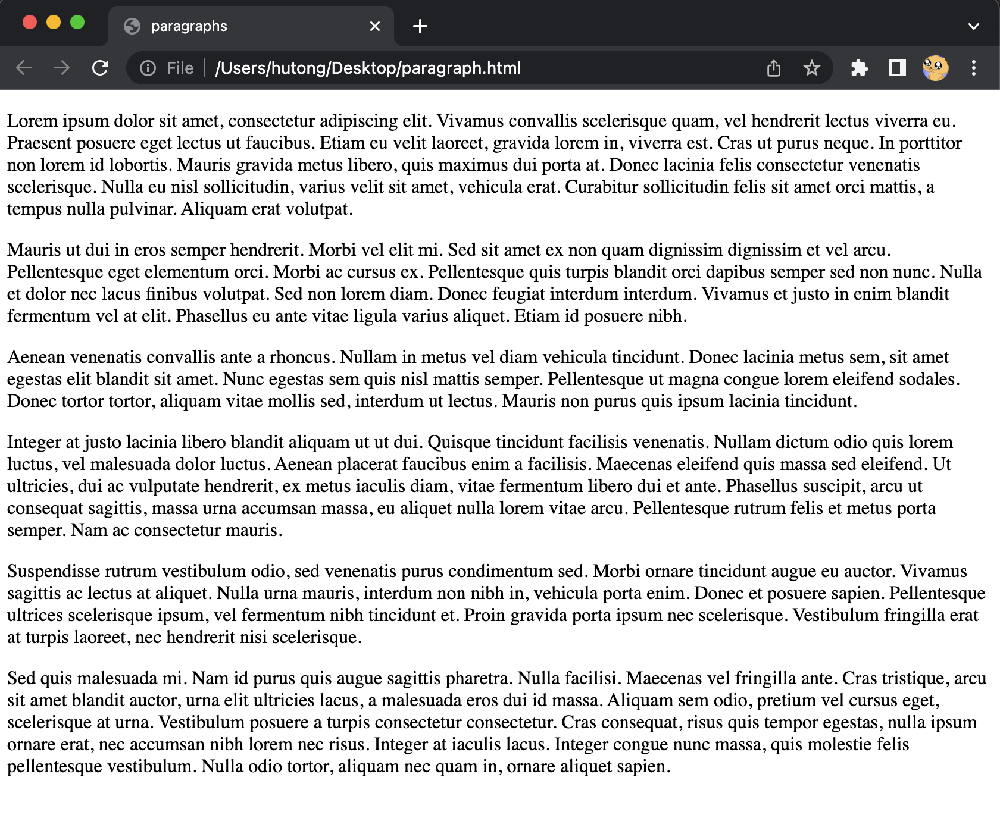 paragraphs
File /Users/hutong/Desktop/paragraph.html
Lorem ipsum dolor sit amet, consectetur adipiscing elit. Vivamus convallis scelerisque quam, vel hendrerit lectus viverra eu.
Praesent posuere eget lectus ut faucibus. Etiam eu velit laoreet, gravida lorem in, viverra est. Cras ut purus neque. In porttitor
non lorem id lobortis. Mauris gravida metus libero, quis maximus dui porta at. Donec lacinia felis consectetur venenatis
scelerisque. Nulla eu nisl sollicitudin, varius velit sit amet, vehicula erat. Curabitur sollicitudin felis sit amet orci mattis, a
tempus nulla pulvinar. Aliquam erat volutpat.
Mauris ut dui in eros semper hendrerit. Morbi vel elit mi. Sed sit amet ex non quam dignissim dignissim et vel arcu.
Pellentesque eget elementum orci. Morbi ac cursus ex. Pellentesque quis turpis blandit orci dapibus semper sed non nunc. Nulla
et dolor nec lacus finibus volutpat. Sed non lorem diam. Donec feugiat interdum interdum. Vivamus et justo in enim blandit
fermentum vel at elit. Phasellus eu ante vitae ligula varius aliquet. Etiam id posuere nibh.
Aenean venenatis convallis ante a rhoncus. Nullam in metus vel diam vehicula tincidunt. Donec lacinia metus sem, sit amet
egestas elit blandit sit amet. Nunc egestas sem quis nisl mattis semper. Pellentesque ut magna congue lorem eleifend sodales.
Donec tortor tortor, aliquam vitae mollis sed, interdum ut lectus. Mauris non purus quis ipsum lacinia tincidunt.
Integer at justo lacinia libero blandit aliquam ut ut dui. Quisque tincidunt facilisis venenatis. Nullam dictum odio quis lorem
luctus, vel malesuada dolor luctus. Aenean placerat faucibus enim a facilisis. Maecenas eleifend quis massa sed eleifend. Ut
ultricies, dui ac vulputate hendrerit, ex metus iaculis diam, vitae fermentum libero dui et ante. Phasellus suscipit, arcu ut
consequat sagittis, massa urna accumsan massa, eu aliquet nulla lorem vitae arcu. Pellentesque rutrum felis et metus porta
semper. Nam ac consectetur mauris.
Suspendisse rutrum vestibulum odio, sed venenatis purus condimentum sed. Morbi ornare tincidunt augue eu auctor. Vivamus
sagittis ac lectus at aliquet. Nulla urna mauris, interdum non nibh in, vehicula porta enim. Donec et posuere sapien. Pellentesque
ultrices scelerisque ipsum, vel fermentum nibh tincidunt et. Proin gravida porta ipsum nec scelerisque. Vestibulum fringilla erat
at turpis laoreet, nec hendrerit nisi scelerisque.
Sed quis malesuada mi. Nam id purus quis augue sagittis pharetra. Nulla facilisi. Maecenas vel fringilla ante. Cras tristique, arcu
sit amet blandit auctor, urna elit ultricies lacus, a malesuada eros dui id massa. Aliquam sem odio, pretium vel cursus eget,
scelerisque at urna. Vestibulum posuere a turpis consectetur consectetur. Cras consequat, risus quis tempor egestas, nulla ipsum
ornare erat, nec accumsan nibh lorem nec risus. Integer at iaculis lacus. Integer congue nunc massa, quis molestie felis
pellentesque vestibulum. Nulla odio tortor, aliquam nec quam in, ornare aliquet sapien.